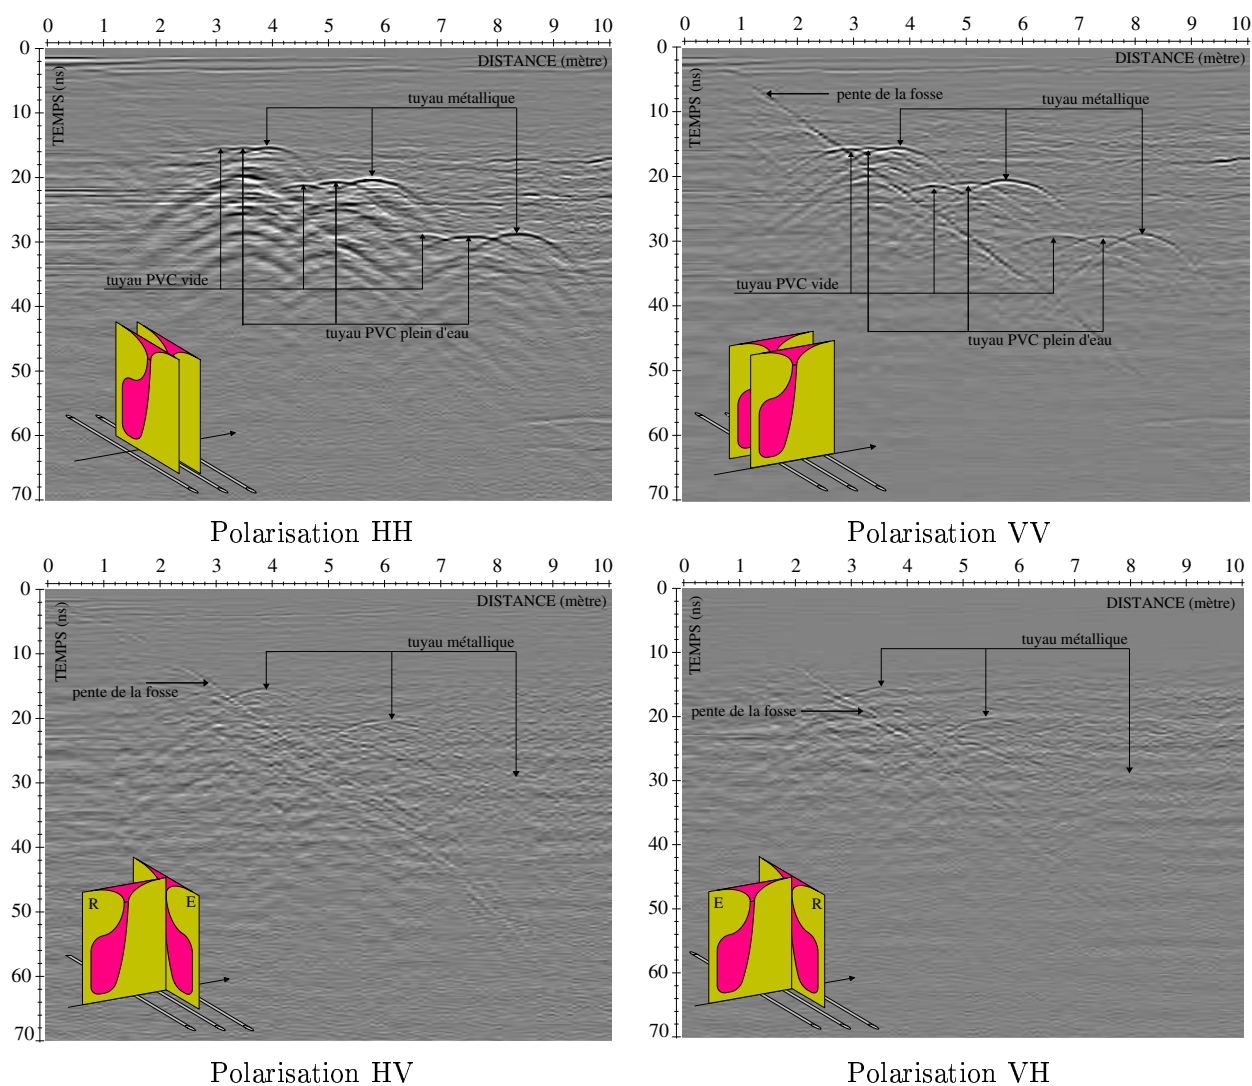 0 1 2 3 4 5 6 7 8 9 10
0
10
20
30
40
50
60
70
TEMPS (ns)
DISTANCE (mètre)
tuyau métallique
tuyau PVC vide
tuyau PVC plein d'eau
Polarisation HH
0 1 2 3 4 5 6 7 8 9 10
0
10
20
30
40
50
60
70
TEMPS (ns)
DISTANCE (mètre)
pente de la fosse
tuyau métallique
tuyau PVC vide
tuyau PVC plein d'eau
Polarisation VV
0 1 2 3 4 5 6 7 8 9 10
0
10
20
30
40
50
60
70
TEMPS (ns)
DISTANCE (mètre)
tuyau métallique
pente de la fosse
R E
Polarisation HV
0 1 2 3 4 5 6 7 8 9 10
0
10
20
30
40
50
60
70
TEMPS (ns)
DISTANCE (mètre)
tuyau métallique
pente de la fosse
E R
Polarisation VH